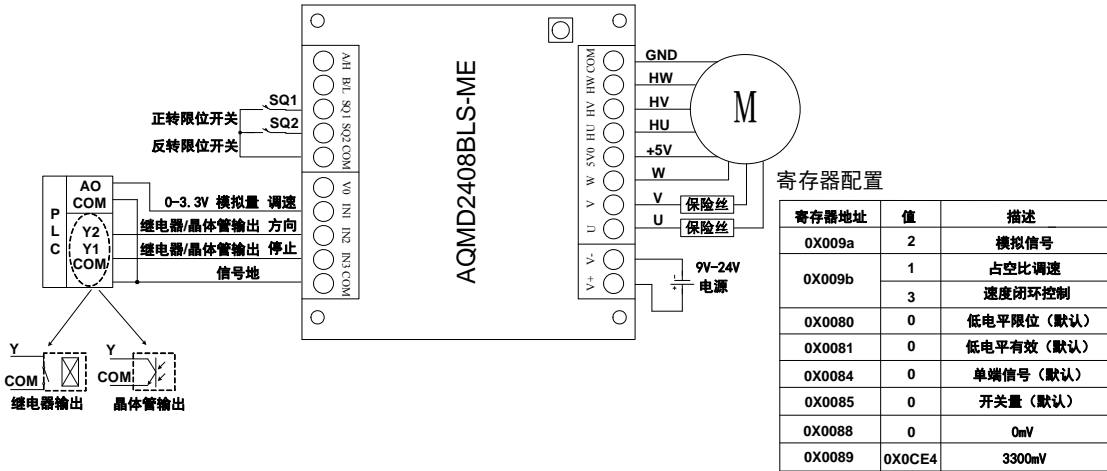 AQMD2408BLS-ME
A/H
B/L
SQ1
SQ2
COM
VO
IN1
IN2
IN3
COM
COM
HW
HV
HU
5V0
W
V
U
V-
V+
SQ1
正转限位开关
SQ2
反转限位开关
PLC
AO
COM
Y2
Y1
COM
0-3.3V 模拟量 调速
继电器/晶体管输出 方向
继电器/晶体管输出 停止
信号地
Y
COM
继电器输出
Y
COM
晶体管输出
GND
HW
HV
HU
+5V
W
V 保险丝
U 保险丝
M
9V-24V
电源
寄存器配置
寄存器地址 值 描述
0X009a 2 模拟信号
0X009b 1 占空比调速
3 速度闭环控制
0X0080 0 低电平限位（默认）
0X0081 0 低电平有效（默认）
0X0084 0 单端信号（默认）
0X0085 0 开关量（默认）
0X0088 0 0mV
0X0089 0X0CE4 3300mV